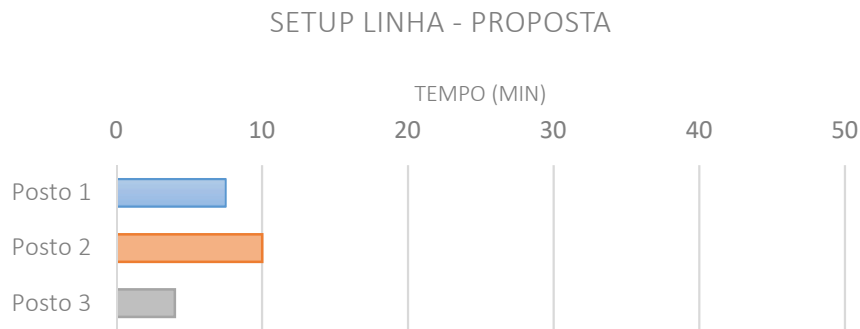 SETUP LINHA - PROPOSTA
TEMPO (MIN)
0 10 20 30 40 50
Posto 1
Posto 2
Posto 3